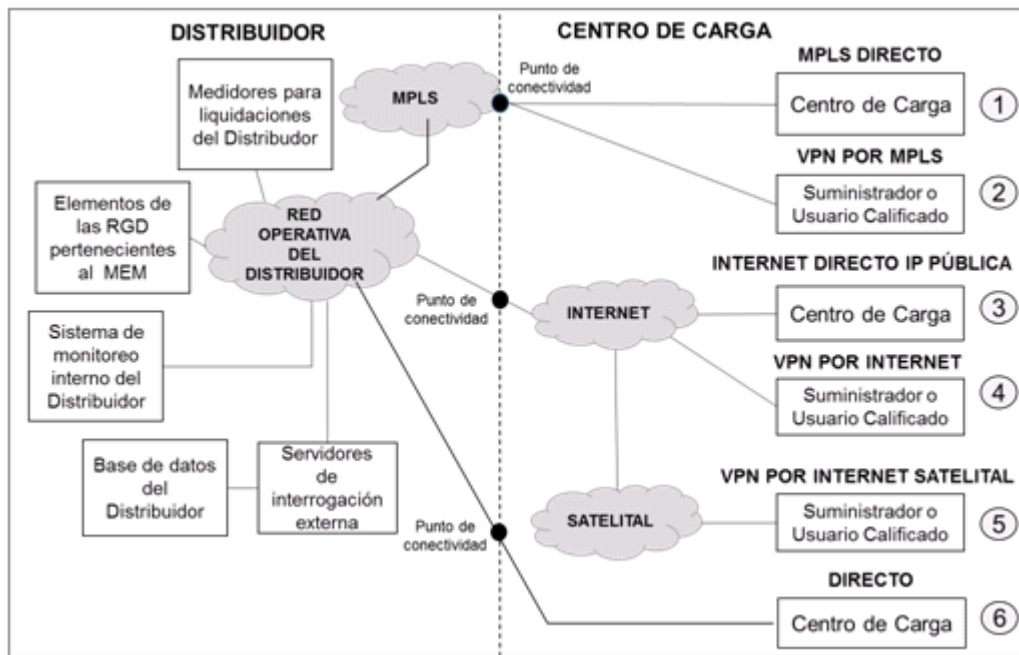 DISTRIBUIDOR
CENTRO DE CARGA
Medidores para
liquidaciones
del Distribudor
MPLS
Punto de
conectividad
MPLS DIRECTO
Centro de Carga
1
VPN POR MPLS
Suministrador o
Usuario Calificado
2
Elementos de
las RGD
pertenecientes
al MEM
RED
OPERATIVA
DEL
DISTRIBUIDOR
Punto de
conectividad
INTERNET
INTERNET DIRECTO IP PÚBLICA
Centro de Carga
3
VPN POR INTERNET
Suministrador o
Usuario Calificado
4
Sistema de
monitoreo
interno del
Distribuidor
Base de datos
del
Distribuidor
Servidores
de
interrogación
externa
Punto de
conectividad
SATELITAL
VPN POR INTERNET SATELITAL
Suministrador o
Usuario Calificado
5
DIRECTO
Centro de Carga
6